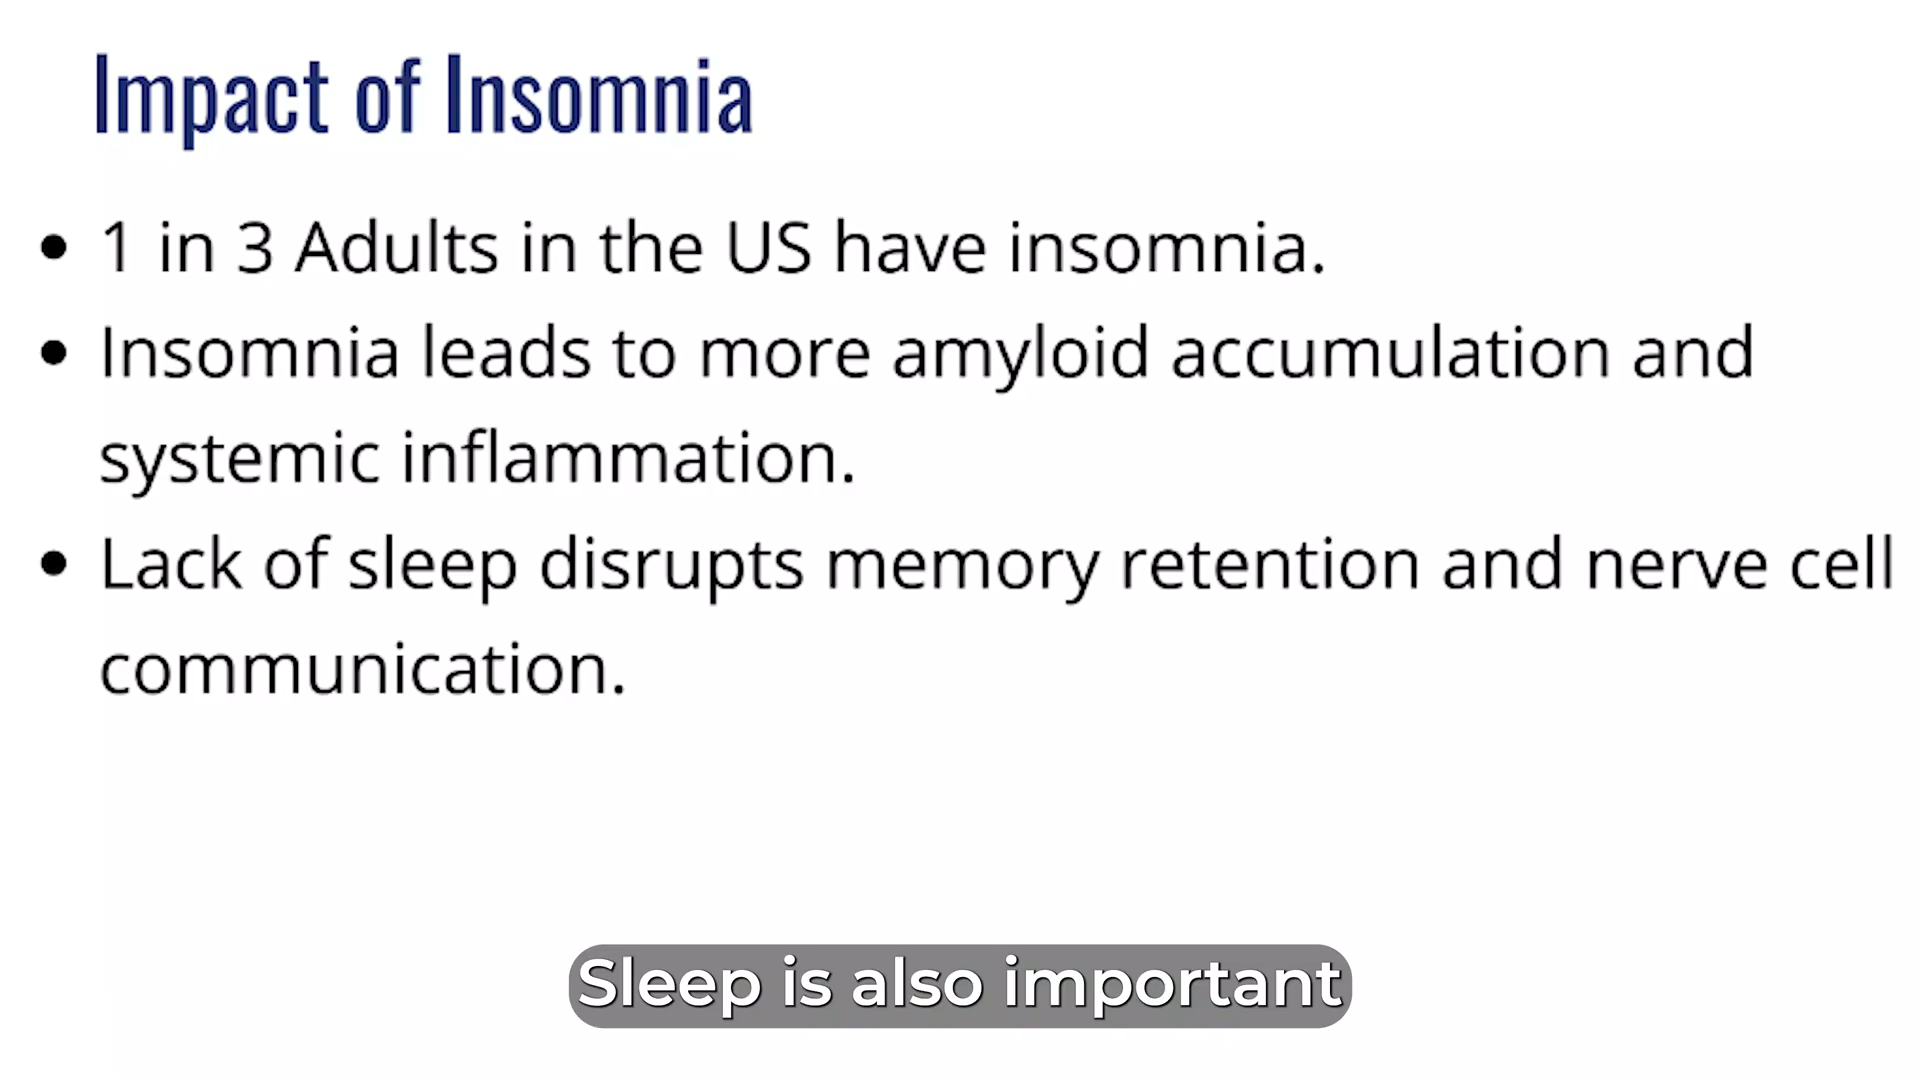 Impact of Insomnia
• 1 in 3 Adults in the US have insomnia.
• Insomnia leads to more amyloid accumulation and
systemic inflammation.
• Lack of sleep disrupts memory retention and nerve cell
communication.
Sleep is also important